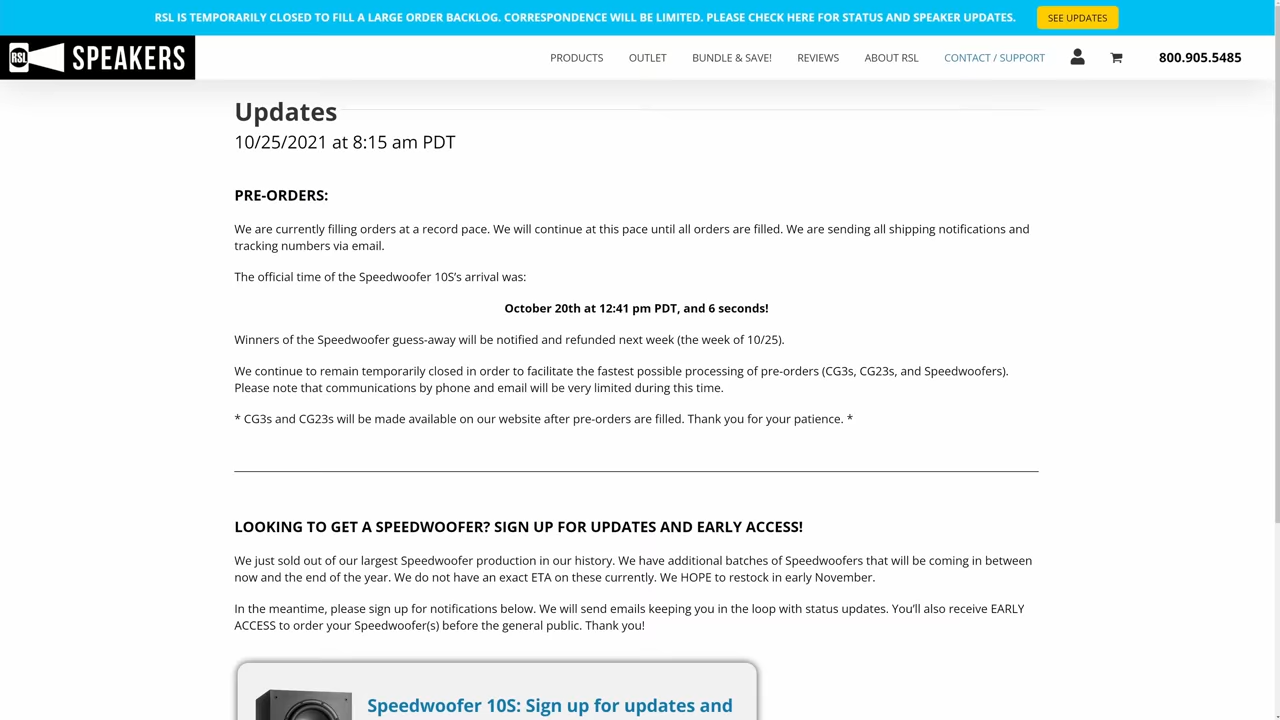 RSL IS TEMPORARILY CLOSED TO FILL A LARGE ORDER BACKLOG. CORRESPONDENCE WILL BE LIMITED. PLEASE CHECK HERE FOR STATUS AND SPEAKER UPDATES. SEE UPDATES
RSL SPEAKERS PRODUCTS OUTLET BUNDLE & SAVE! REVIEWS ABOUT RSL CONTACT / SUPPORT 800.905.5485
Updates
10/25/2021 at 8:15 am PDT
PRE-ORDERS:
We are currently filling orders at a record pace. We will continue at this pace until all orders are filled. We are sending all shipping notifications and
tracking numbers via email.
The official time of the Speedwoofer 10S’s arrival was:
October 20th at 12:41 pm PDT, and 6 seconds!
Winners of the Speedwoofer guess-away will be notified and refunded next week (the week of 10/25).
We continue to remain temporarily closed in order to facilitate the fastest possible processing of pre-orders (CG3s, CG23s, and Speedwoofers).
Please note that communications by phone and email will be very limited during this time.
* CG3s and CG23s will be made available on our website after pre-orders are filled. Thank you for your patience. *
LOOKING TO GET A SPEEDWOOFER? SIGN UP FOR UPDATES AND EARLY ACCESS!
We just sold out of our largest Speedwoofer production in our history. We have additional batches of Speedwoofers that will be coming in between
now and the end of the year. We do not have an exact ETA on these currently. We HOPE to restock in early November.
In the meantime, please sign up for notifications below. We will send emails keeping you in the loop with status updates. You’ll also receive EARLY
ACCESS to order your Speedwoofer(s) before the general public. Thank you!
Speedwoofer 10S: Sign up for updates and